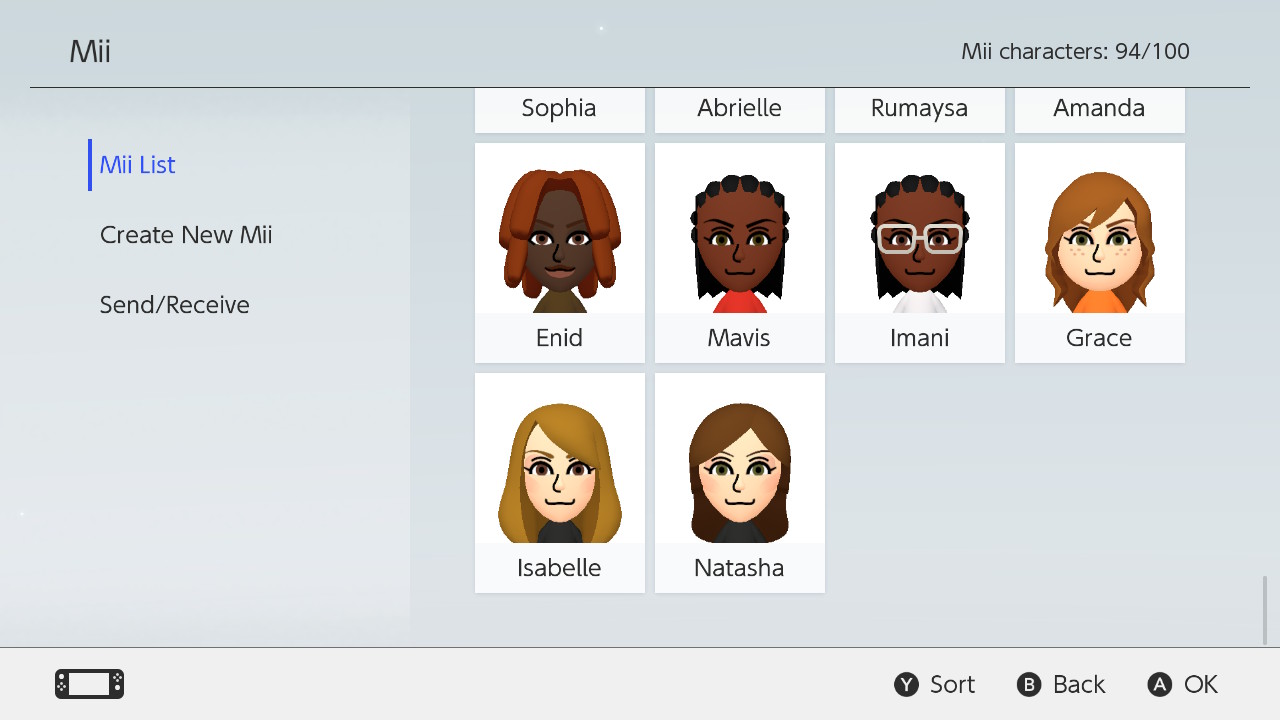 Mii
Mii characters: 94/100
Mii List
Create New Mii
Send/Receive
Sophia
Abrielle
Rumaysa
Amanda
Enid
Mavis
Imani
Grace
Isabelle
Natasha
Y Sort
B Back
A OK